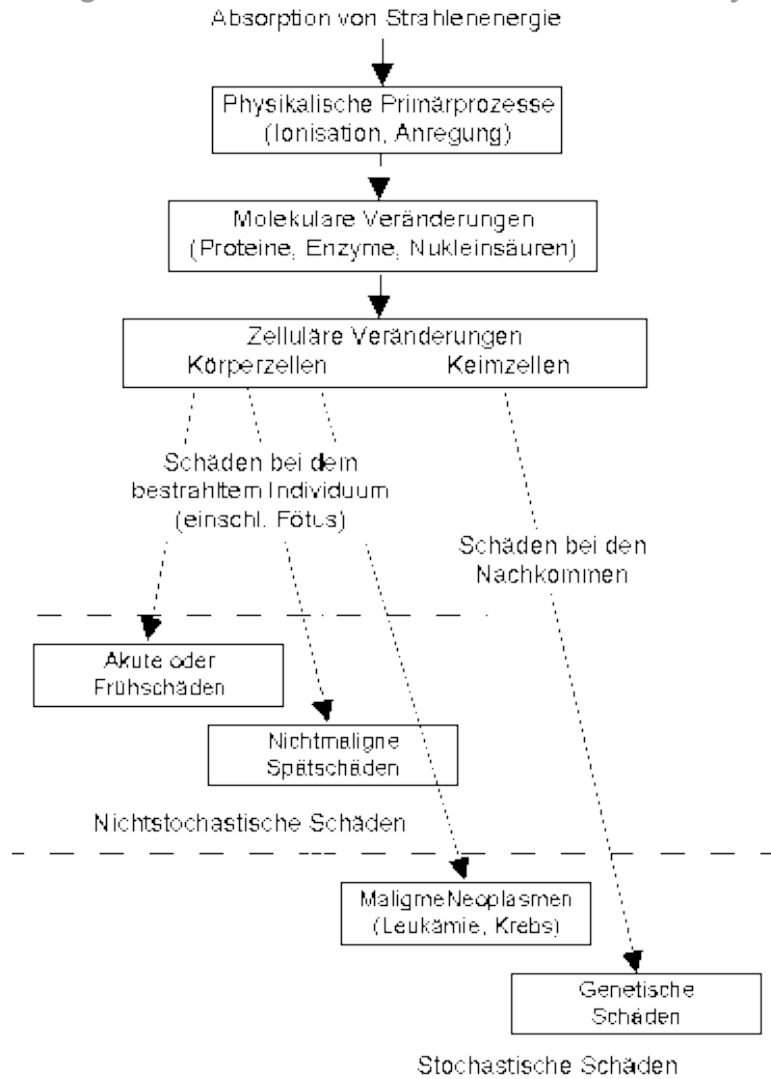 Absorption von Strahlenenergie
Physikalische Primärprozesse
(Ionisation, Anregung)
Molekulare Veränderungen
(Proteine, Enzyme, Nukleinsäuren)
Zelluläre Veränderungen
Körperzellen Keimzellen
Schäden bei dem
bestrahltem Individuum
(einschl. Fötus)
Schäden bei den
Nachkommen
Akute oder
Frühschäden
Nichtmaligne
Spätschäden
Nichtstochastische Schäden
MaligmeNeoplasmen
(Leukämie, Krebs)
Genetische
Schäden
Stochastische Schäden